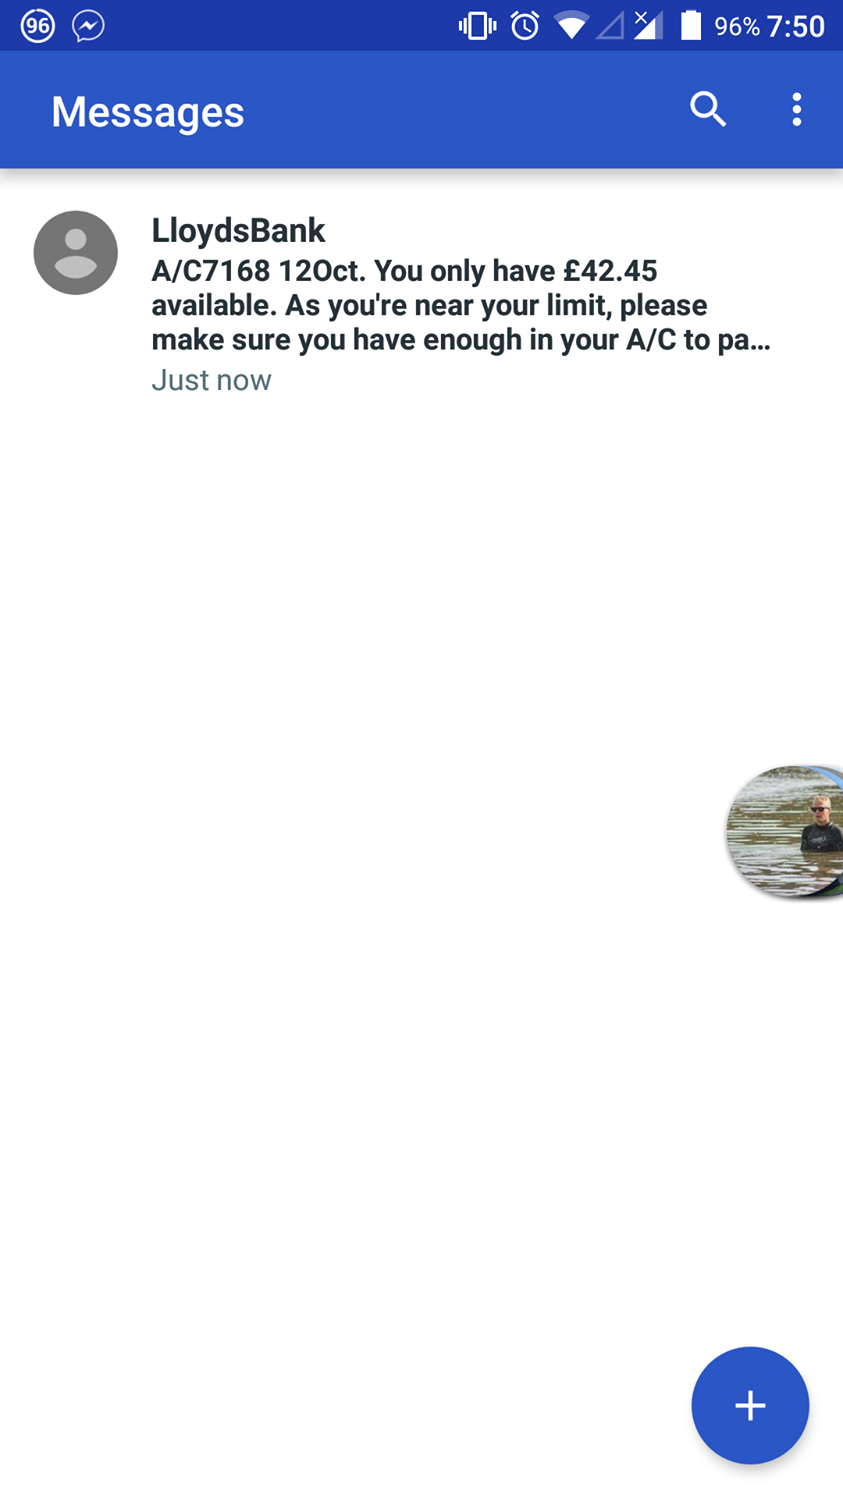 96 96% 7:50
Messages
LloydsBank
A/C7168 12Oct. You only have £42.45
available. As you're near your limit, please
make sure you have enough in your A/C to pa...
Just now